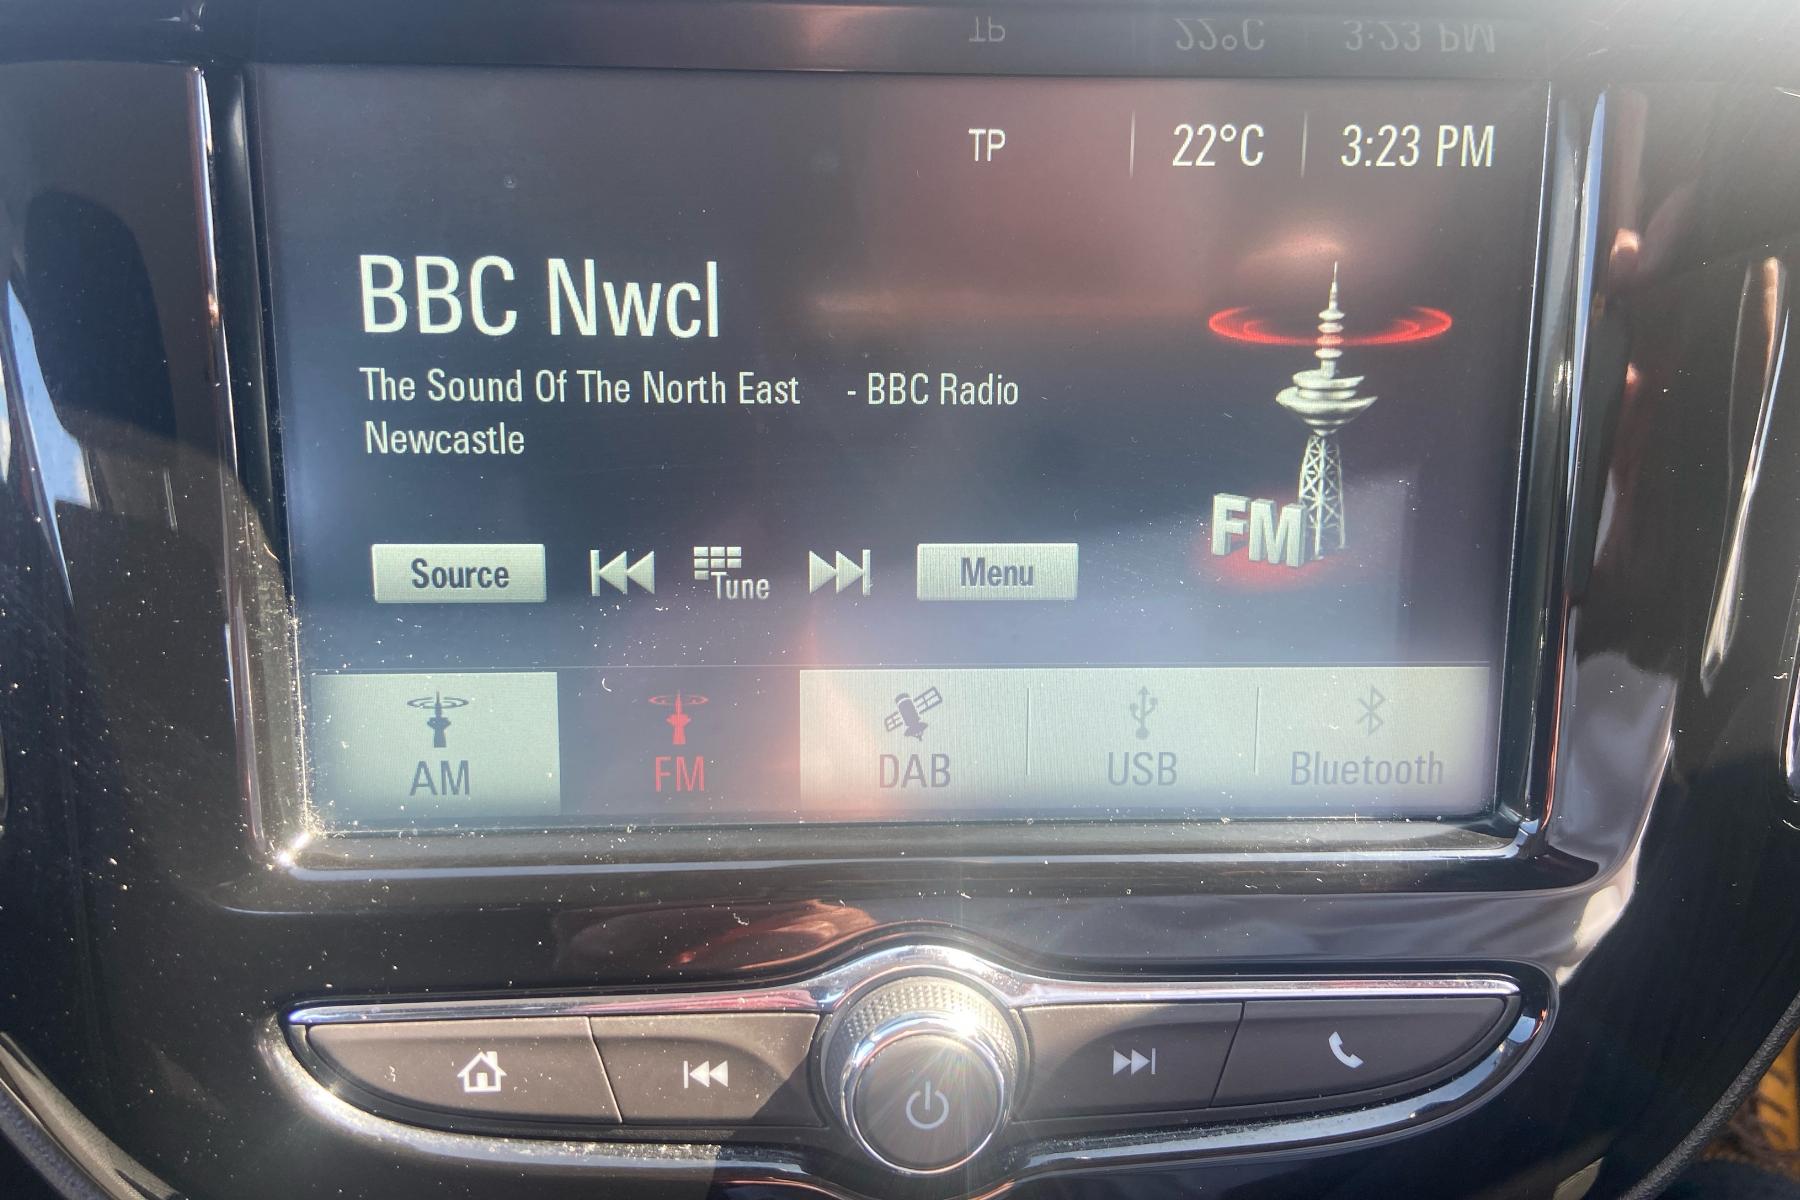 TP 22°C 3:23 PM
BBC Nwcl
The Sound Of The North East - BBC Radio
Newcastle
Source Tune Menu
FM
AM FM DAB USB Bluetooth